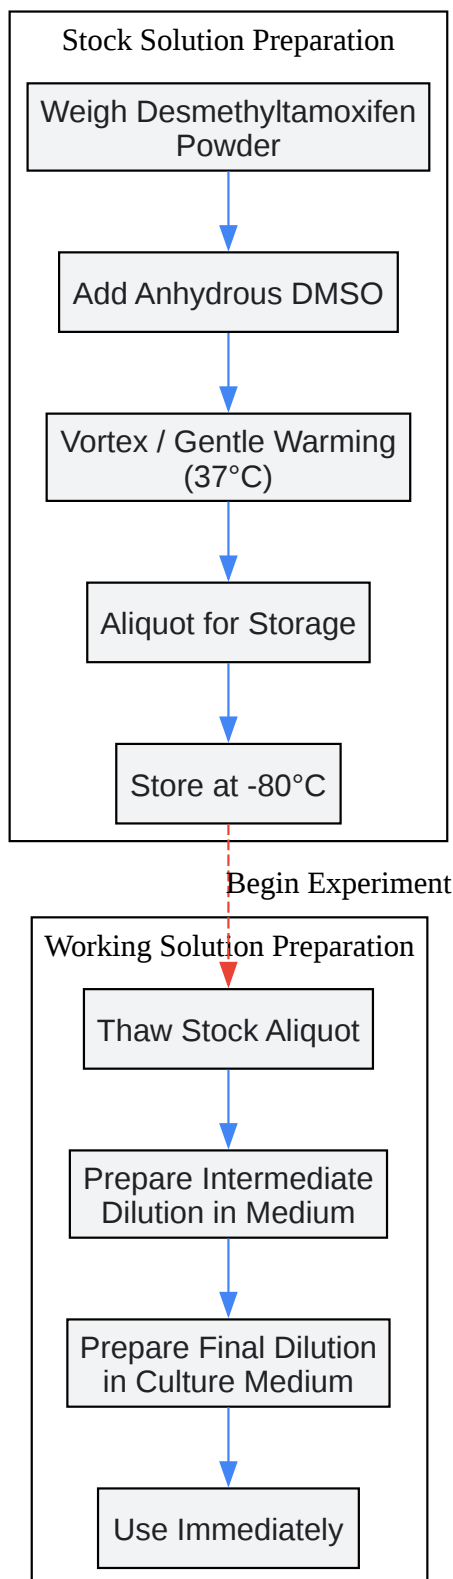 Stock Solution Preparation
Weigh Desmethyltamoxifen
Powder
Add Anhydrous DMSO
Vortex / Gentle Warming
(37°C)
Aliquot for Storage
Store at -80°C
Begin Experiment
Working Solution Preparation
Thaw Stock Aliquot
Prepare Intermediate
Dilution in Medium
Prepare Final Dilution
in Culture Medium
Use Immediately